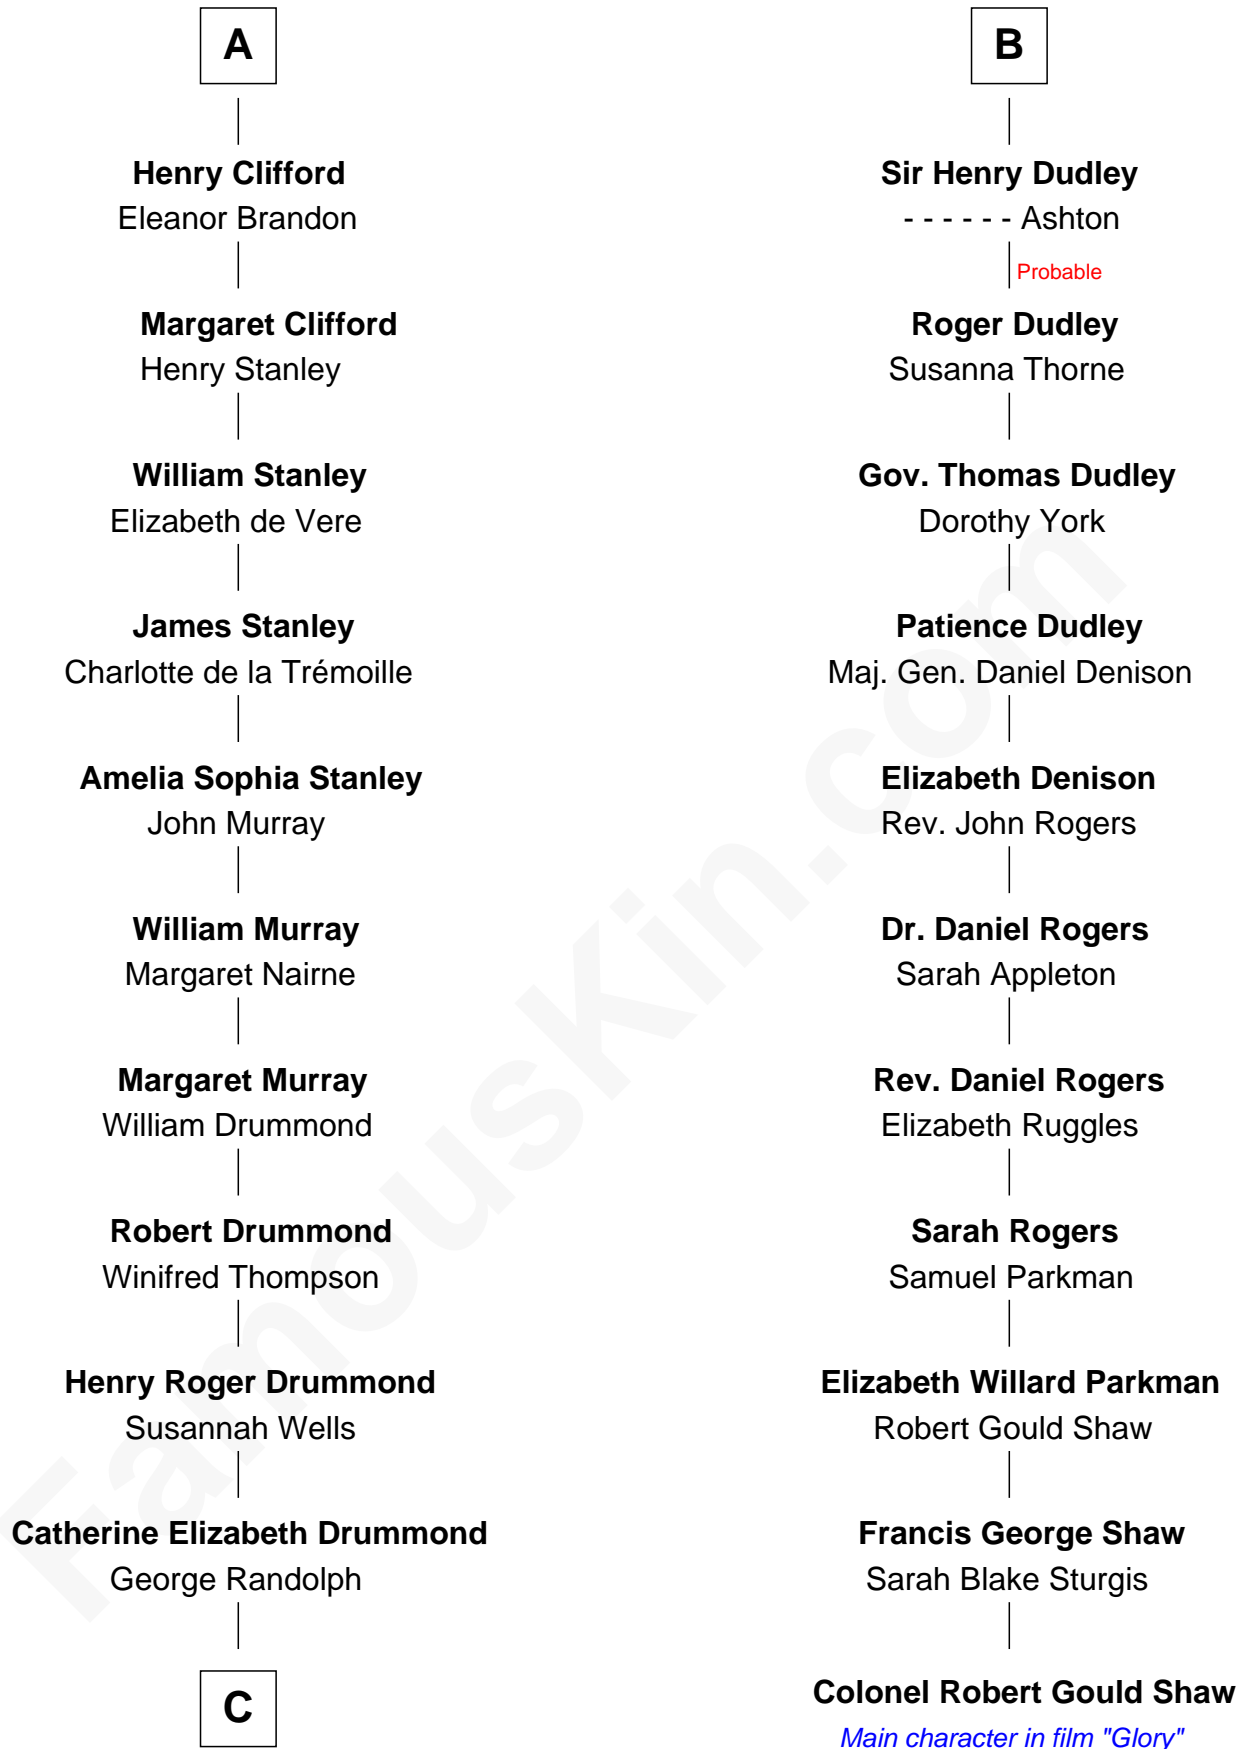 A
Henry Clifford
Eleanor Brandon
Margaret Clifford
Henry Stanley
William Stanley
Elizabeth de Vere
James Stanley
Charlotte de la Trémoille
Amelia Sophia Stanley
John Murray
William Murray
Margaret Nairne
Margaret Murray
William Drummond
Robert Drummond
Winifred Thompson
Henry Roger Drummond
Susannah Wells
Catherine Elizabeth Drummond
George Randolph
C
B
Sir Henry Dudley
- - - - - - Ashton
Probable
Roger Dudley
Susanna Thorne
Gov. Thomas Dudley
Dorothy York
Patience Dudley
Maj. Gen. Daniel Denison
Elizabeth Denison
Rev. John Rogers
Dr. Daniel Rogers
Sarah Appleton
Rev. Daniel Rogers
Elizabeth Ruggles
Sarah Rogers
Samuel Parkman
Elizabeth Willard Parkman
Robert Gould Shaw
Francis George Shaw
Sarah Blake Sturgis
Colonel Robert Gould Shaw
Main character in film "Glory"
FamousKin.com